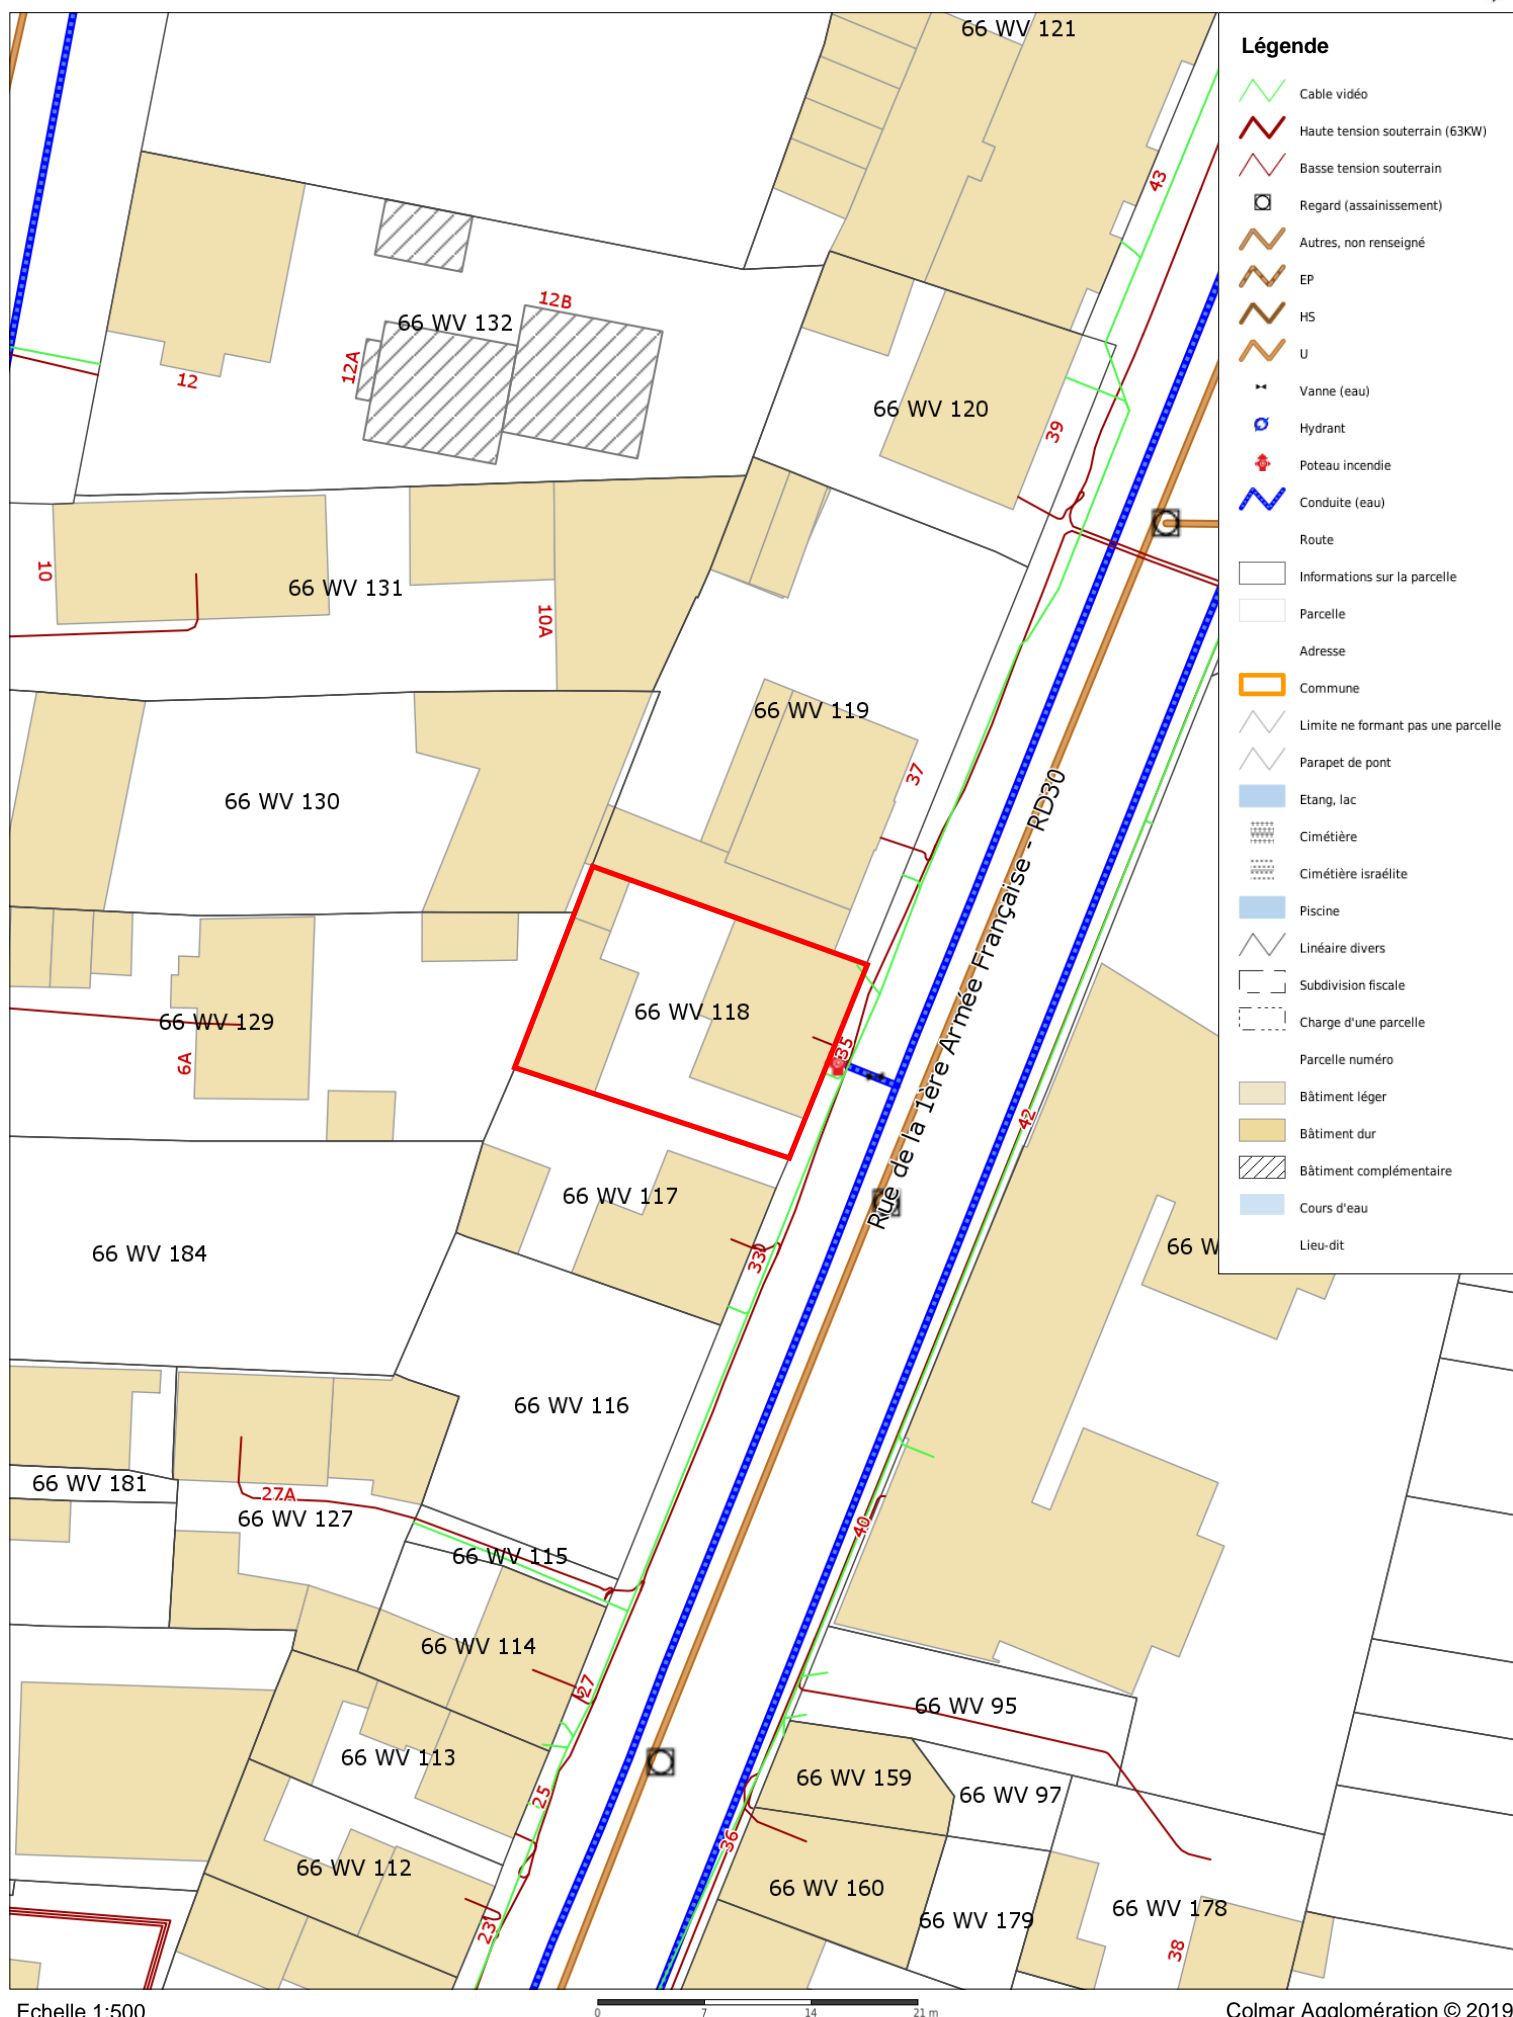 66 WV 121
43
12B
66 WV 132
12A
12
66 WV 120
39
10
66 WV 131
10A
66 WV 119
37
66 WV 130
Rue de la 1ère Armée Française - RD30
66 WV 118
66 WV 129
6A
35
42
66 WV 117
66 W
33
66 WV 184
66 WV 116
66 WV 181
27A
66 WV 127
40
66 WV 115
66 WV 114
27
66 WV 95
66 WV 113
66 WV 159
66 WV 97
25
36
66 WV 112
66 WV 160
66 WV 178
66 WV 179
23
38
Légende
Cable vidéo
Haute tension souterrain (63KW)
Basse tension souterrain
Regard (assainissement)
Autres, non renseigné
EP
HS
U
Vanne (eau)
Hydrant
Poteau incendie
Conduite (eau)
Route
Informations sur la parcelle
Parcelle
Adresse
Commune
Limite ne formant pas une parcelle
Parapet de pont
Etang, lac
Cimétière
Cimétière israélite
Piscine
Linéaire divers
Subdivision fiscale
Charge d'une parcelle
Parcelle numéro
Bâtiment léger
Bâtiment dur
Bâtiment complémentaire
Cours d'eau
Lieu-dit
Echelle 1:500
0 7 14 21 m
Colmar Agglomération © 2019